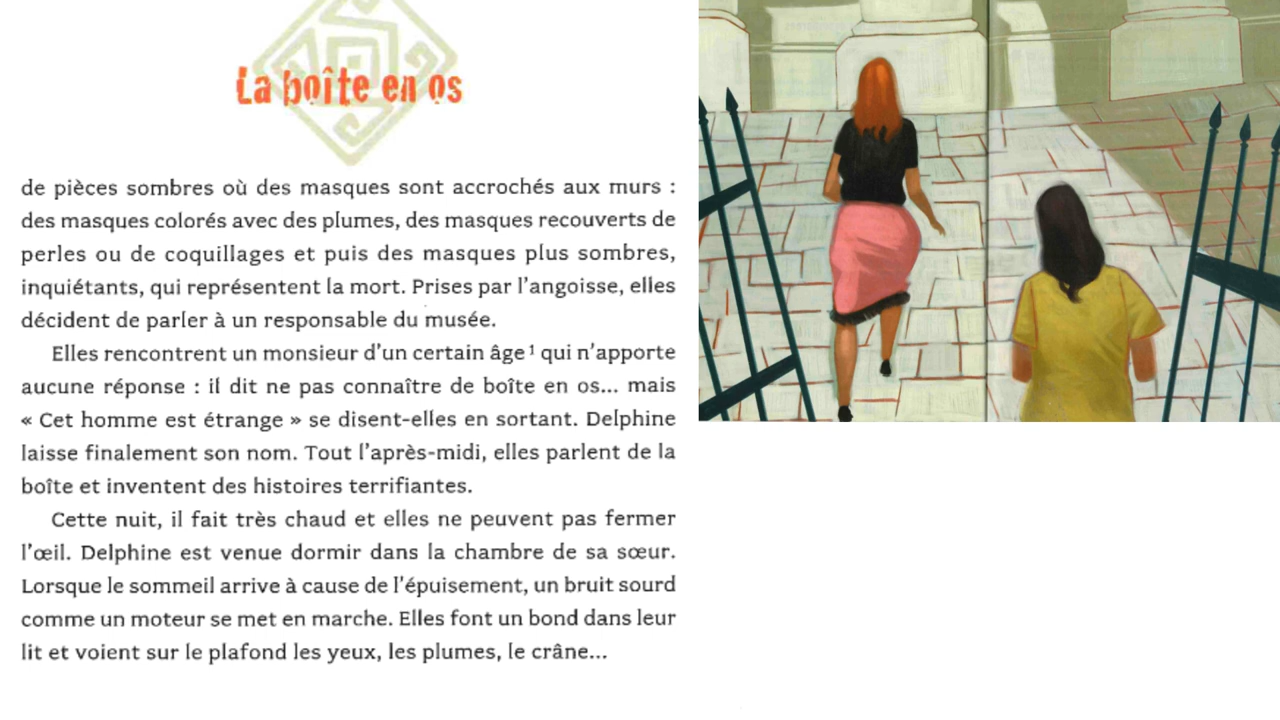 La boîte en os
de pièces sombres où des masques sont accrochés aux murs :
des masques colorés avec des plumes, des masques recouverts de
perles ou de coquillages et puis des masques plus sombres,
inquiétants, qui représentent la mort. Prises par l'angoisse, elles
décident de parler à un responsable du musée.
Elles rencontrent un monsieur d'un certain âge¹ qui n'apporte
aucune réponse : il dit ne pas connaître de boîte en os... mais
« Cet homme est étrange » se disent-elles en sortant. Delphine
laisse finalement son nom. Tout l'après-midi, elles parlent de la
boîte et inventent des histoires terrifiantes.
Cette nuit, il fait très chaud et elles ne peuvent pas fermer
l'œil. Delphine est venue dormir dans la chambre de sa sœur.
Lorsque le sommeil arrive à cause de l'épuisement, un bruit sourd
comme un moteur se met en marche. Elles font un bond dans leur
lit et voient sur le plafond les yeux, les plumes, le crâne...